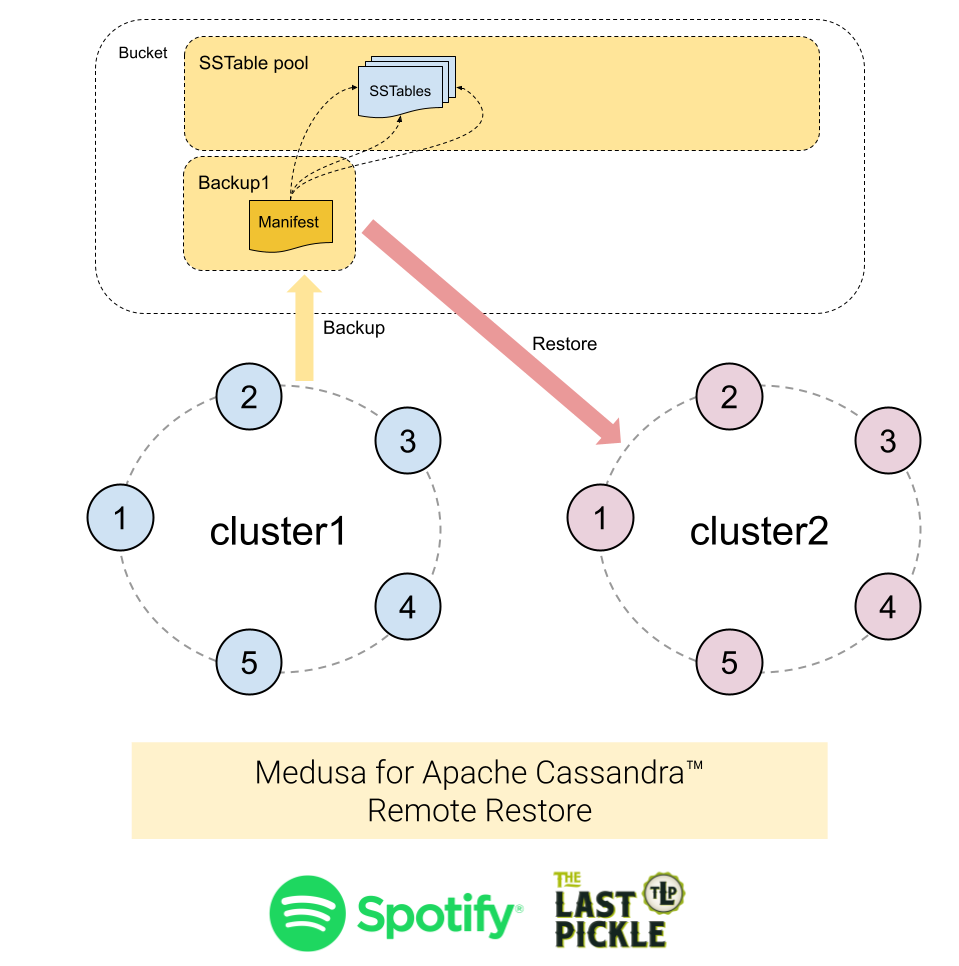 Bucket
SSTable pool
SSTables
Backup1
Manifest
Backup
Restore
2
3
1
cluster1
4
5
2
3
1
cluster2
4
5
Medusa for Apache Cassandra™
Remote Restore
Spotify®
THE
LAST
PICKLE
TLP